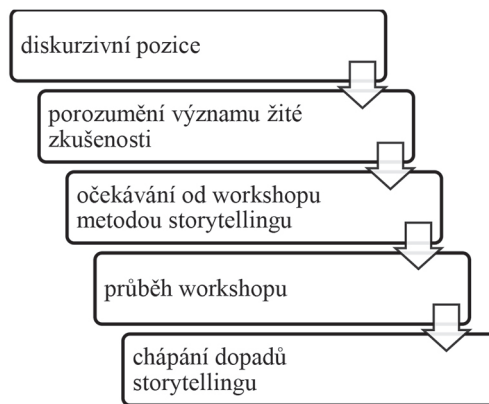 diskurzivní pozice
porozumění významu žité
zkušenosti
očekávání od workshopu
metodou storytellingu
průběh workshopu
chápání dopadů
storytellingu